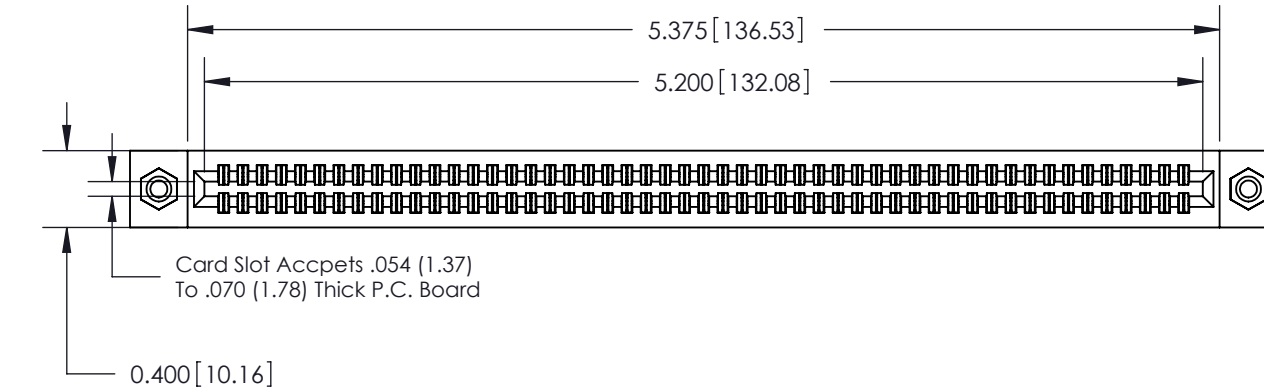 5.375[136.53]
5.200[132.08]
Card Slot Accpets .054 (1.37)
To .070 (1.78) Thick P.C. Board
0.400[10.16]